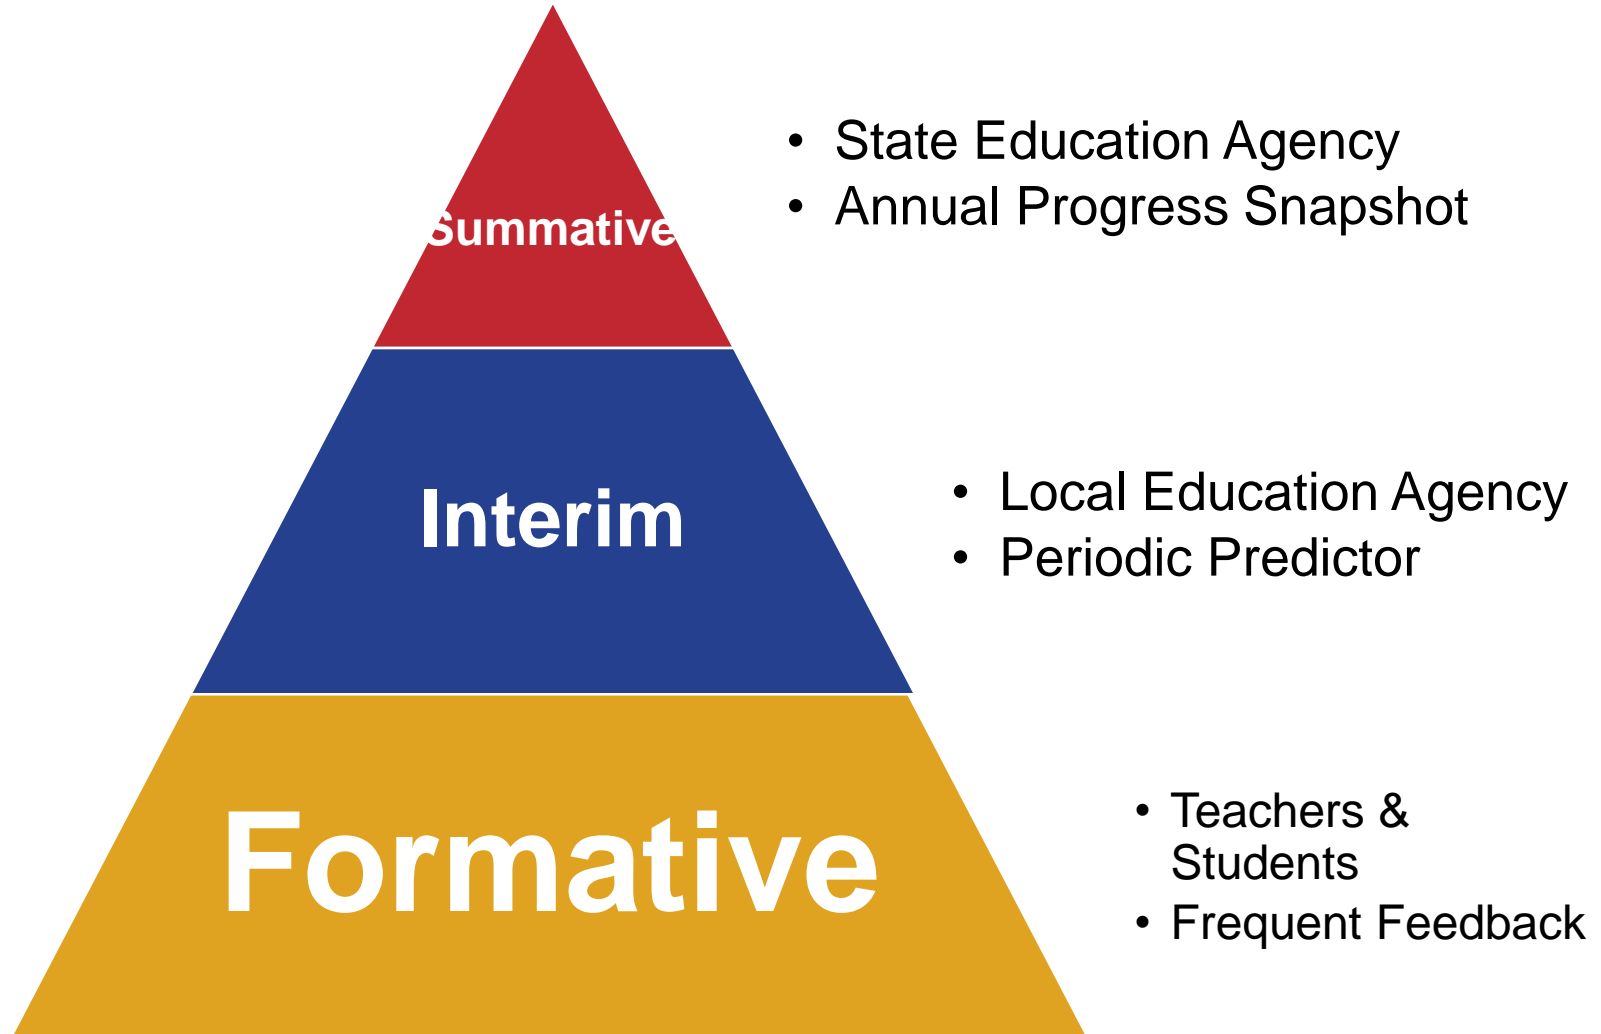 • State Education Agency
• Annual Progress Snapshot
Summative
Interim
• Local Education Agency
• Periodic Predictor
Formative
• Teachers &
Students
• Frequent Feedback